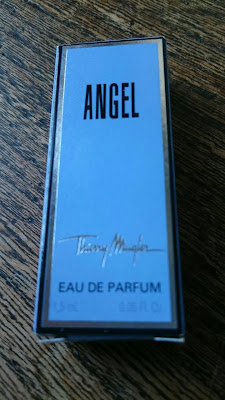 ANGEL
Thierry Mugler
EAU DE PARFUM
1,5 mL 0.05 Fl. Oz